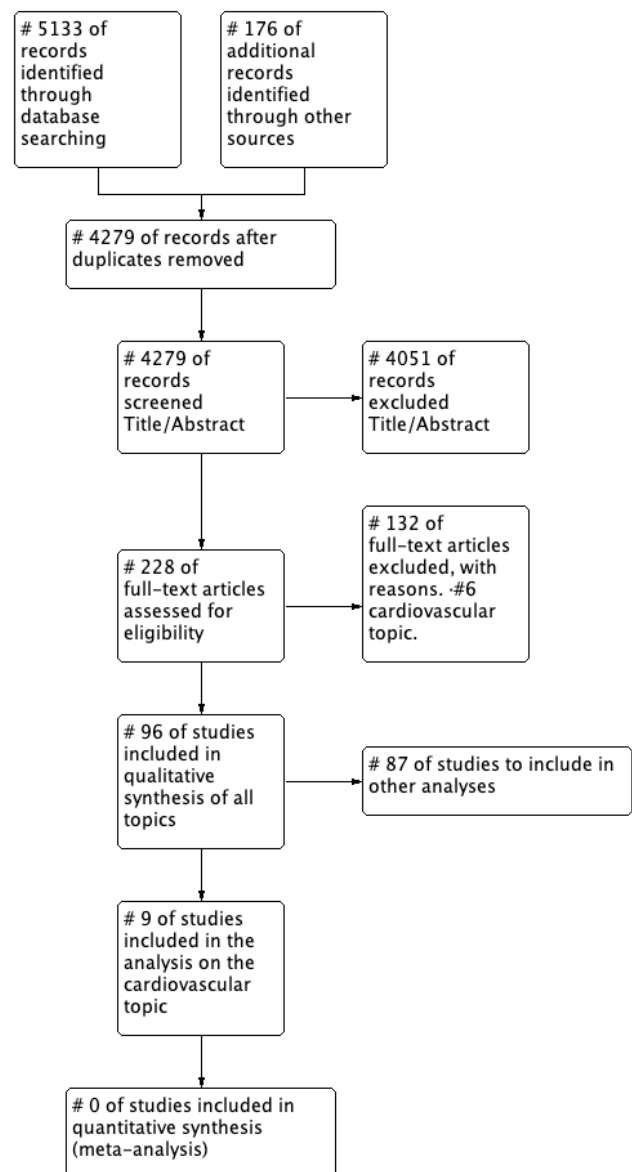 # 5133 of
records
identified
through
database
searching
# 176 of
additional
records
identified
through other
sources
# 4279 of records after
duplicates removed
# 4279 of
records
screened
Title/Abstract
# 4051 of
records
excluded
Title/Abstract
# 228 of
full-text articles
assessed for
eligibility
# 132 of
full-text articles
excluded, with
reasons. ·#6
cardiovascular
topic.
# 96 of studies
included in
qualitative
synthesis of all
topics
# 87 of studies to include in
other analyses
# 9 of studies
included in the
analysis on the
cardiovascular
topic
# 0 of studies included in
quantitative synthesis
(meta-analysis)